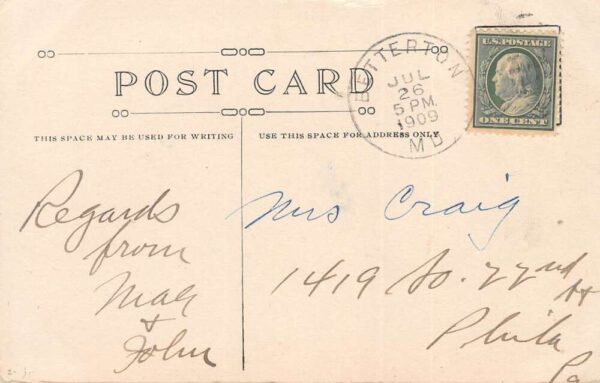 POST CARD
BETTERTON
JUL
26
5 PM.
1909
MD
U.S. POSTAGE
ONE CENT
THIS SPACE MAY BE USED FOR WRITING
USE THIS SPACE FOR ADDRESS ONLY
Regards
from
Mae
+
John
Mrs Craig
1419 So. 22nd St
Phila
Pa